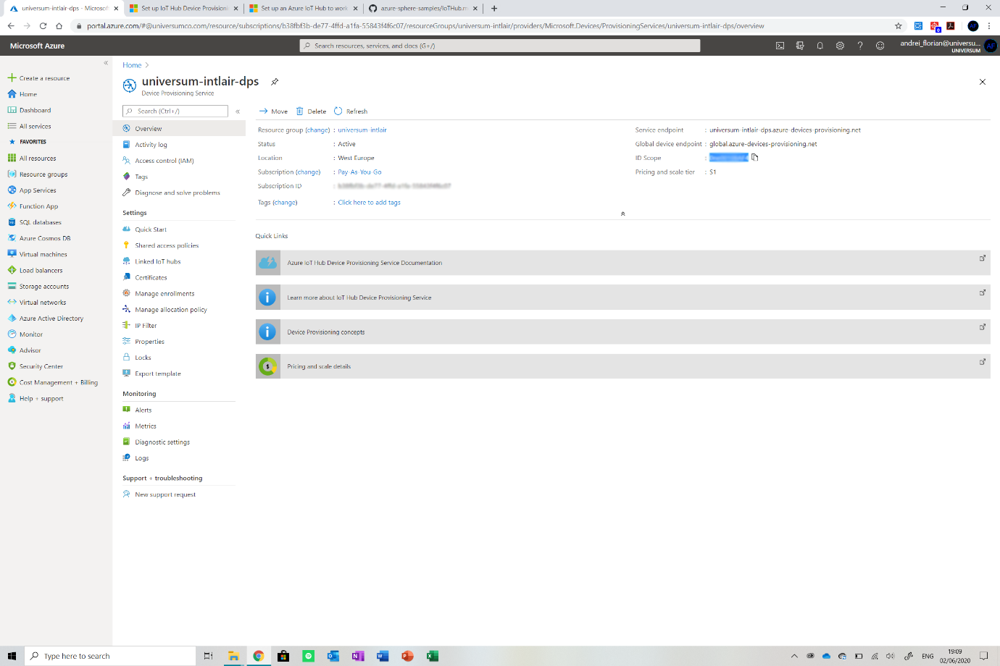 universum-intlair-dps - Microsoft
Set up IoT Hub Device Provisioni
Set up an Azure IoT Hub to work
azure-sphere-samples/IoTHub.m
portal.azure.com/#@universumco.com/resource/subscriptions/b38fbf3b-de77-4ffd-a1fa-55843f4f6c07/resourceGroups/universum-intlair/providers/Microsoft.Devices/ProvisioningServices/universum-intlair-dps/overview
AF
Microsoft Azure
Search resources, services, and docs (G+/)
andrei_florian@universu...
UNIVERSUM
AF
Create a resource
Home
Dashboard
All services
FAVORITES
All resources
Resource groups
App Services
Function App
SQL databases
Azure Cosmos DB
Virtual machines
Load balancers
Storage accounts
Virtual networks
Azure Active Directory
Monitor
Advisor
Security Center
Cost Management + Billing
Help + support
Home
universum-intlair-dps
Device Provisioning Service
Search (Ctrl+/)
Overview
Activity log
Access control (IAM)
Tags
Diagnose and solve problems
Settings
Quick Start
Shared access policies
Linked IoT hubs
Certificates
Manage enrollments
Manage allocation policy
IP Filter
Properties
Locks
Export template
Monitoring
Alerts
Metrics
Diagnostic settings
Logs
Support + troubleshooting
New support request
Move Delete Refresh
Resource group (change) : universum-intlair
Status : Active
Location : West Europe
Subscription (change) : Pay-As-You-Go
Subscription ID :
Tags (change) : Click here to add tags
Service endpoint : universum-intlair-dps.azure-devices-provisioning.net
Global device endpoint : global.azure-devices-provisioning.net
ID Scope :
Pricing and scale tier : S1
Quick Links
Azure IoT Hub Device Provisioning Service Documentation
Learn more about IoT Hub Device Provisioning Service
Device Provisioning concepts
Pricing and scale details
Type here to search
ENG
19:09
02/06/2020